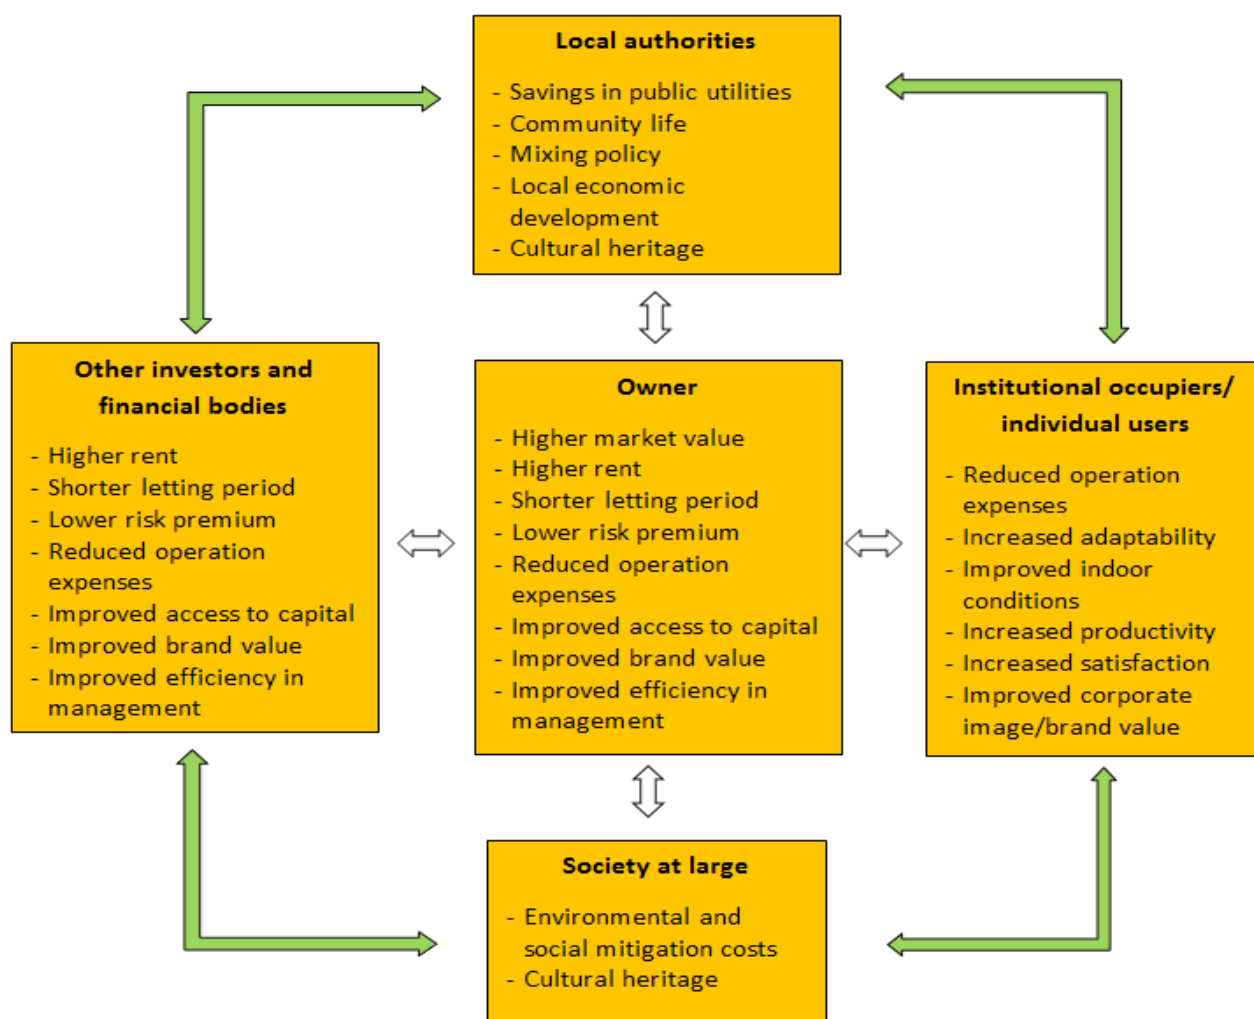 Local authorities
- Savings in public utilities
- Community life
- Mixing policy
- Local economic
development
- Cultural heritage
Other investors and
financial bodies
- Higher rent
- Shorter letting period
- Lower risk premium
- Reduced operation
expenses
- Improved access to capital
- Improved brand value
- Improved efficiency in
management
Owner
- Higher market value
- Higher rent
- Shorter letting period
- Lower risk premium
- Reduced operation
expenses
- Improved access to capital
- Improved brand value
- Improved efficiency in
management
Institutional occupiers/
individual users
- Reduced operation
expenses
- Increased adaptability
- Improved indoor
conditions
- Increased productivity
- Increased satisfaction
- Improved corporate
image/brand value
Society at large
- Environmental and
social mitigation costs
- Cultural heritage